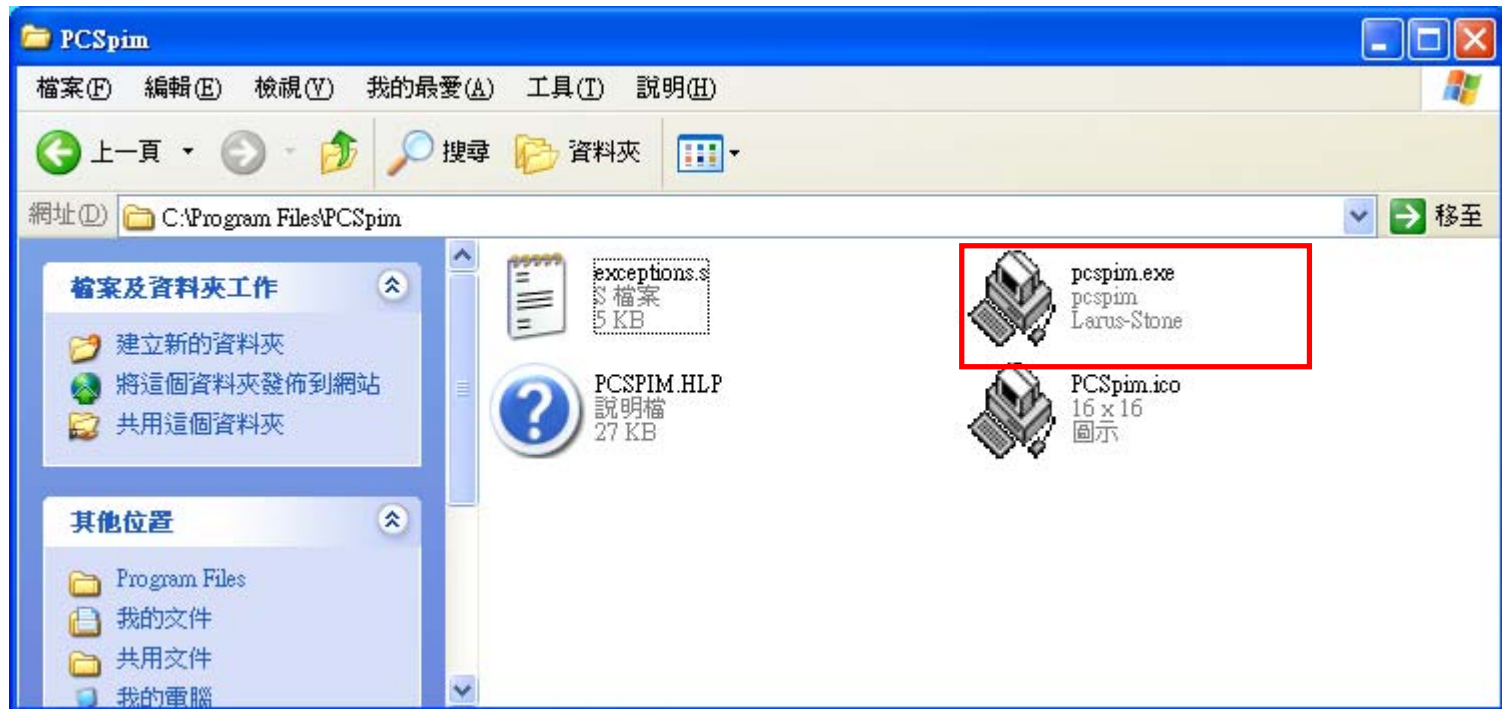 PCSpim
檔案(F) 編輯(E) 檢視(V) 我的最愛(A) 工具(T) 說明(H)
上一頁 搜尋 資料夾
網址(D) C:\Program Files\PCSpim 移至
檔案及資料夾工作
建立新的資料夾
將這個資料夾發佈到網站
共用這個資料夾
其他位置
Program Files
我的文件
共用文件
我的電腦
exceptions.s
S 檔案
5 KB
pcspim.exe
pcspim
Larus-Stone
PCSPIM.HLP
說明檔
27 KB
PCSpim.ico
16 x 16
圖示